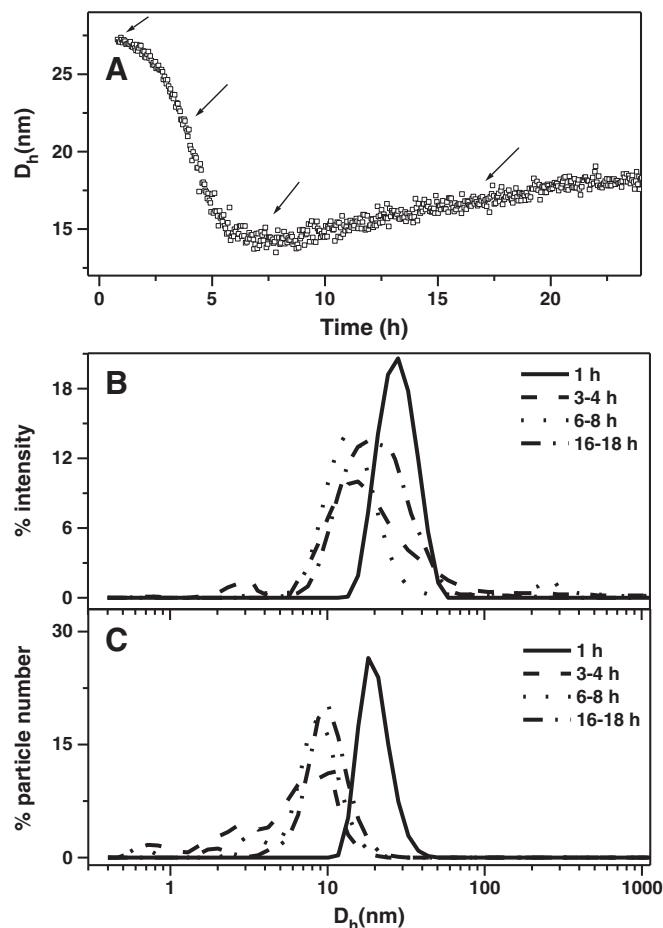 A
D_h(nm)
25
20
15
0
5
10
15
20
Time (h)
B
% intensity
18
12
6
0
1 h
3-4 h
6-8 h
16-18 h
C
% particle number
30
15
0
1 h
3-4 h
6-8 h
16-18 h
1
10
100
1000
D_h(nm)